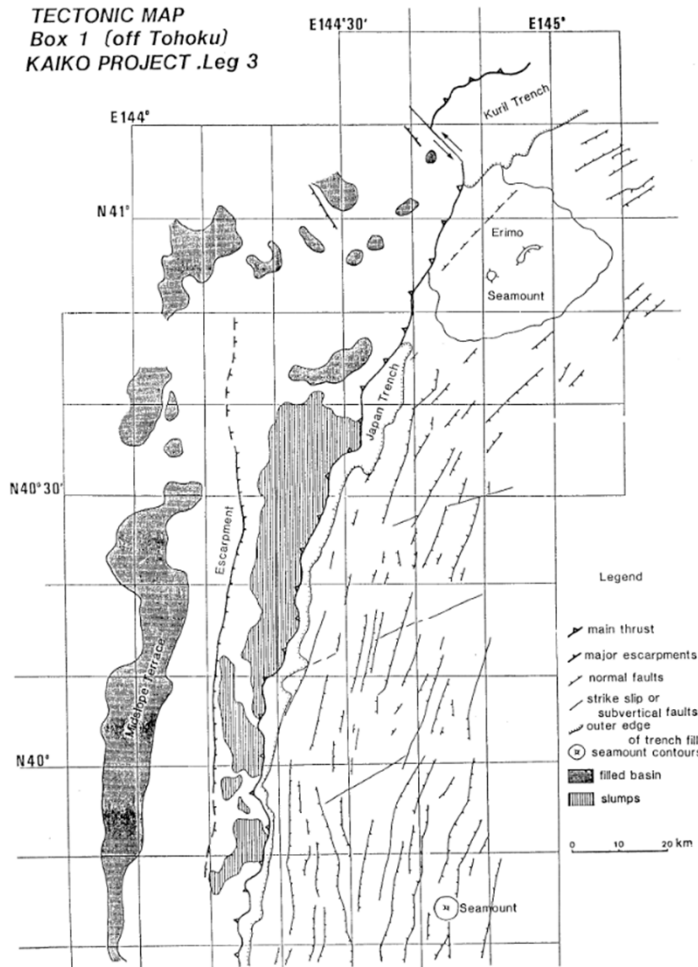 TECTONIC MAP
Box 1 (off Tohoku)
KAIKO PROJECT .Leg 3
E144°30'
E145°
E144°
Kuril Trench
N41°
Erimo
Seamount
Japan Trench
N40°30'
Escarpment
Midslope Terrace
Legend
main thrust
major escarpments
normal faults
strike slip or
subvertical faults
outer edge
of trench fill
seamount contours
filled basin
slumps
N40°
0 10 20 km
Seamount